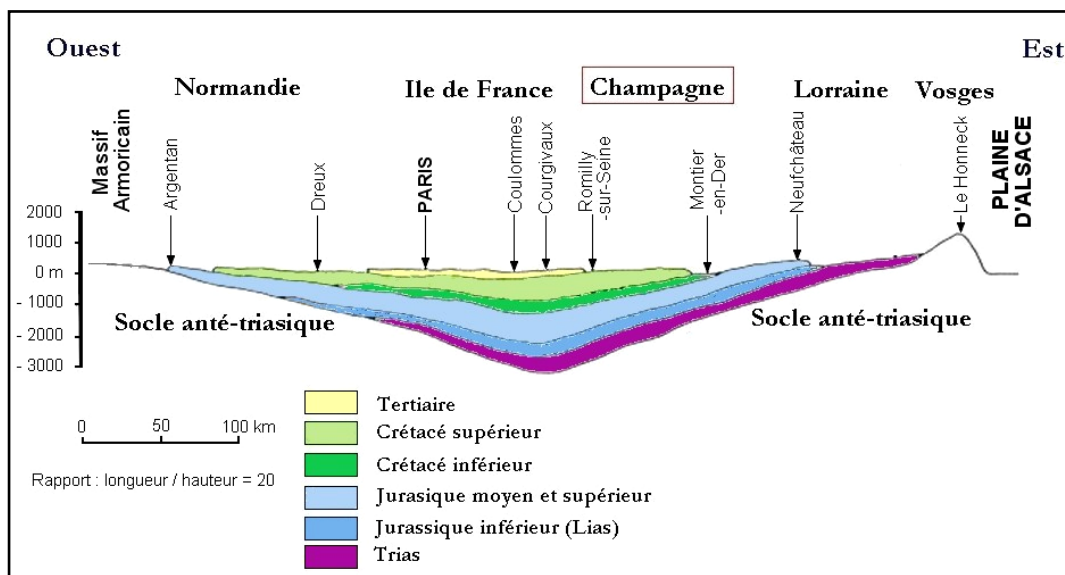 Ouest
Est
Normandie
Ile de France
Champagne
Lorraine
Vosges
Massif
Armoricain
Argentan
Dreux
PARIS
Coulommes
Courgivaux
Romilly
-sur-Seine
Montier
-en-Der
Neufchâteau
Le Honneck
PLAINE
D'ALSACE
2000
1000
0 m
- 1000
- 2000
- 3000
Socle anté-triasique
Socle anté-triasique
0 50 100 km
Rapport : longueur / hauteur = 20
Tertiaire
Crétacé supérieur
Crétacé inférieur
Jurasique moyen et supérieur
Jurassique inférieur (Lias)
Trias